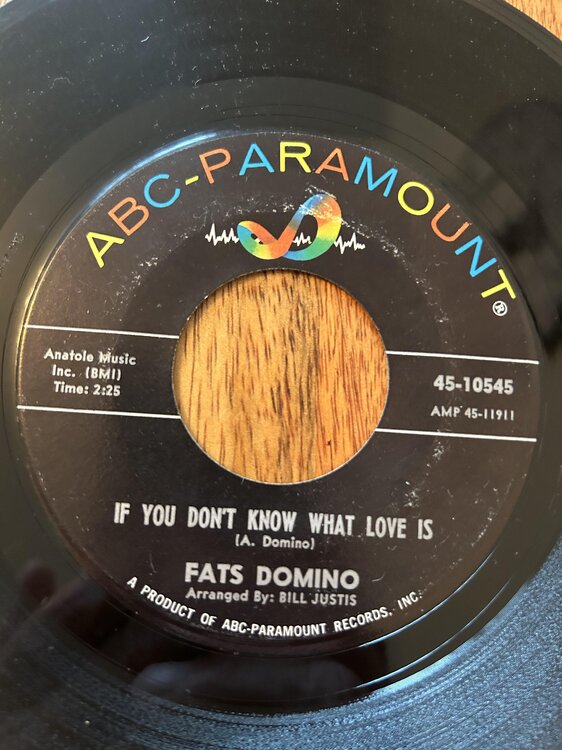 ABC-PARAMOUNT®
Anatole Music
Inc. (BMI)
Time: 2:25
45-10545
AMP 45-11911
IF YOU DON'T KNOW WHAT LOVE IS
(A. Domino)
FATS DOMINO
Arranged By: BILL JUSTIS
A PRODUCT OF ABC-PARAMOUNT RECORDS, INC.